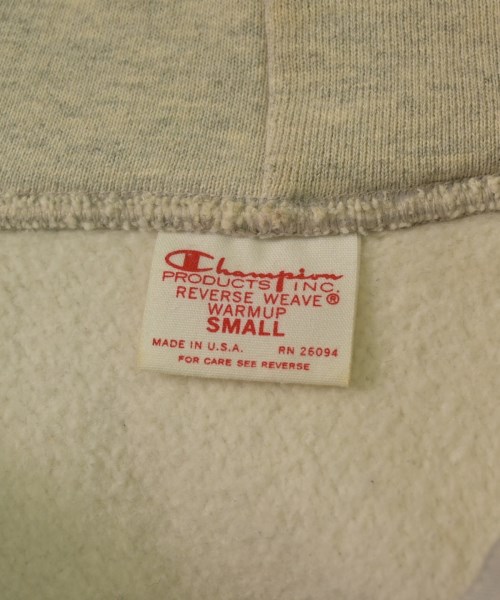 Champion
PRODUCTS INC.
REVERSE WEAVE®
WARMUP
SMALL
MADE IN U.S.A. RN 26094
FOR CARE SEE REVERSE